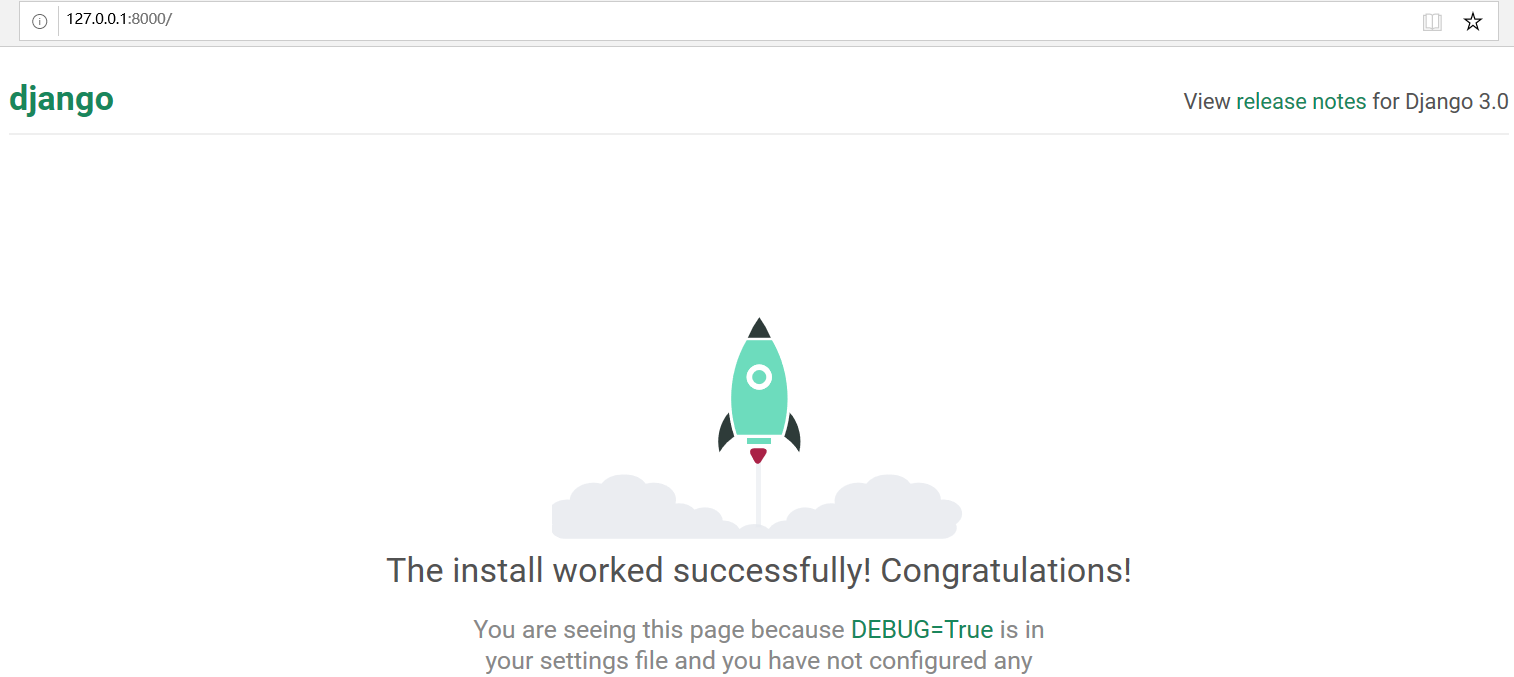 127.0.0.1:8000/
django
View release notes for Django 3.0
The install worked successfully! Congratulations!
You are seeing this page because DEBUG=True is in
your settings file and you have not configured any